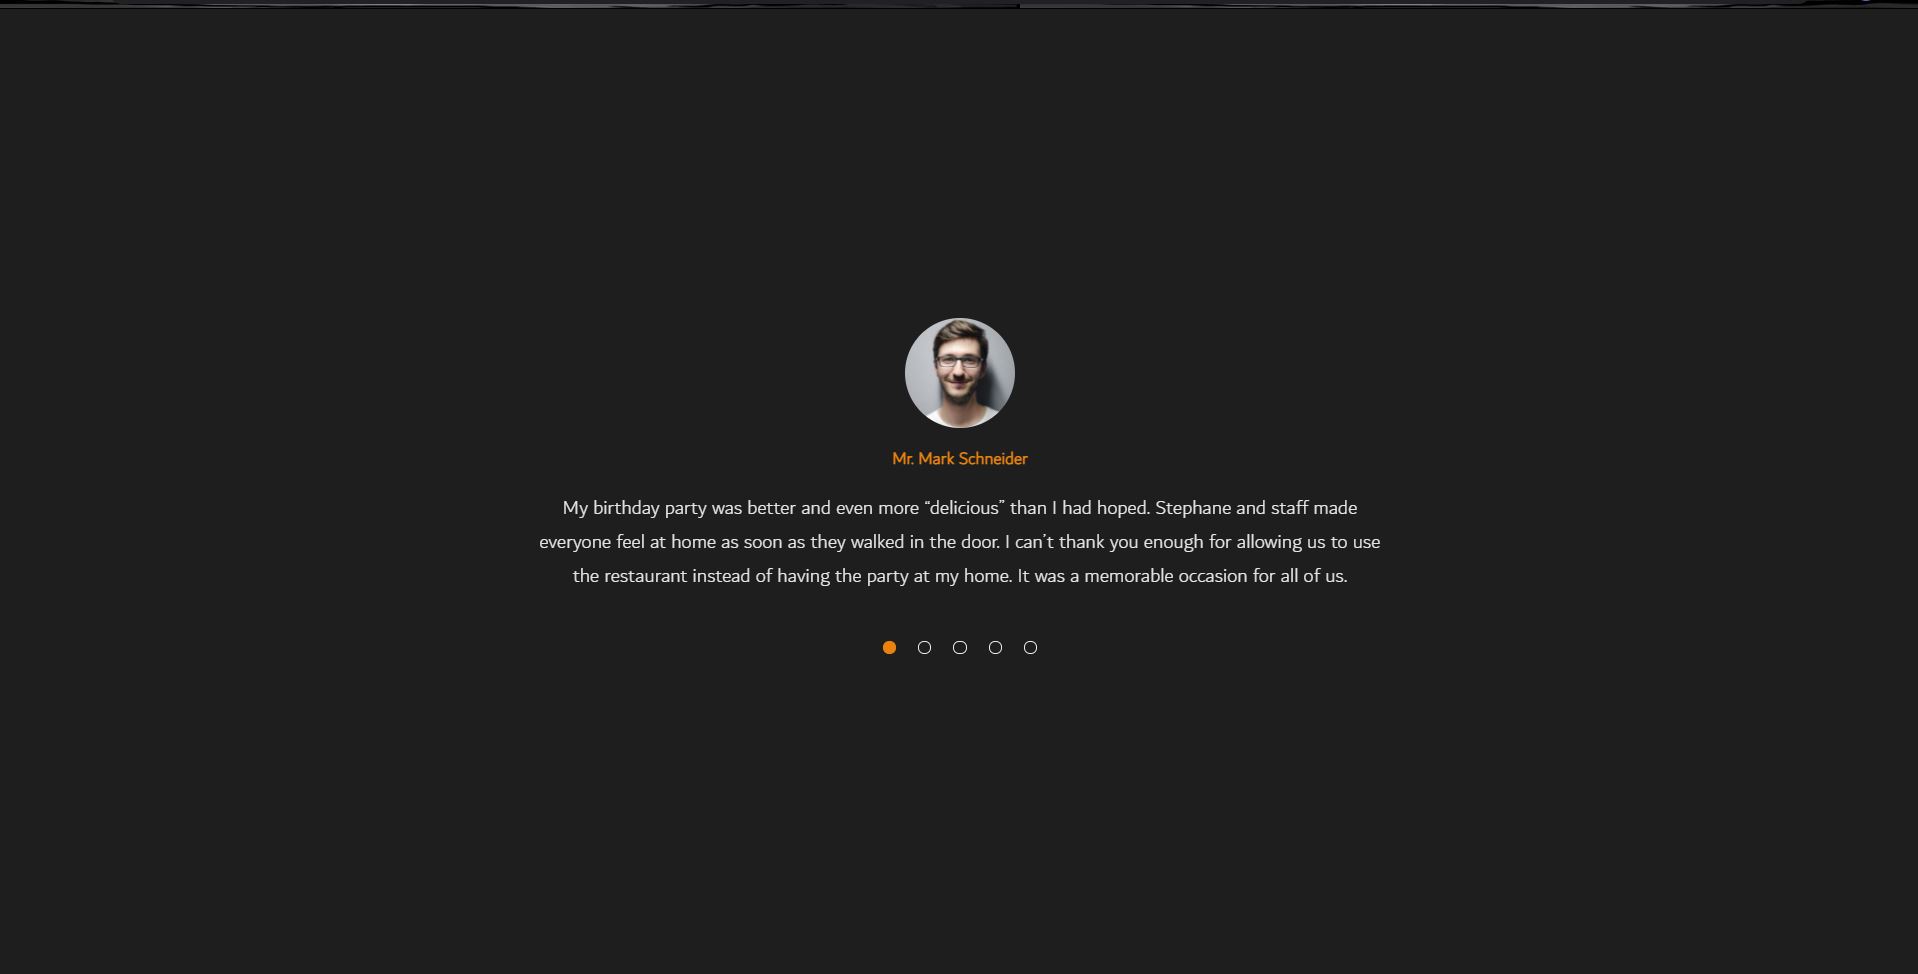 Mr. Mark Schneider
My birthday party was better and even more “delicious” than I had hoped. Stephane and staff made
everyone feel at home as soon as they walked in the door. I can’t thank you enough for allowing us to use
the restaurant instead of having the party at my home. It was a memorable occasion for all of us.